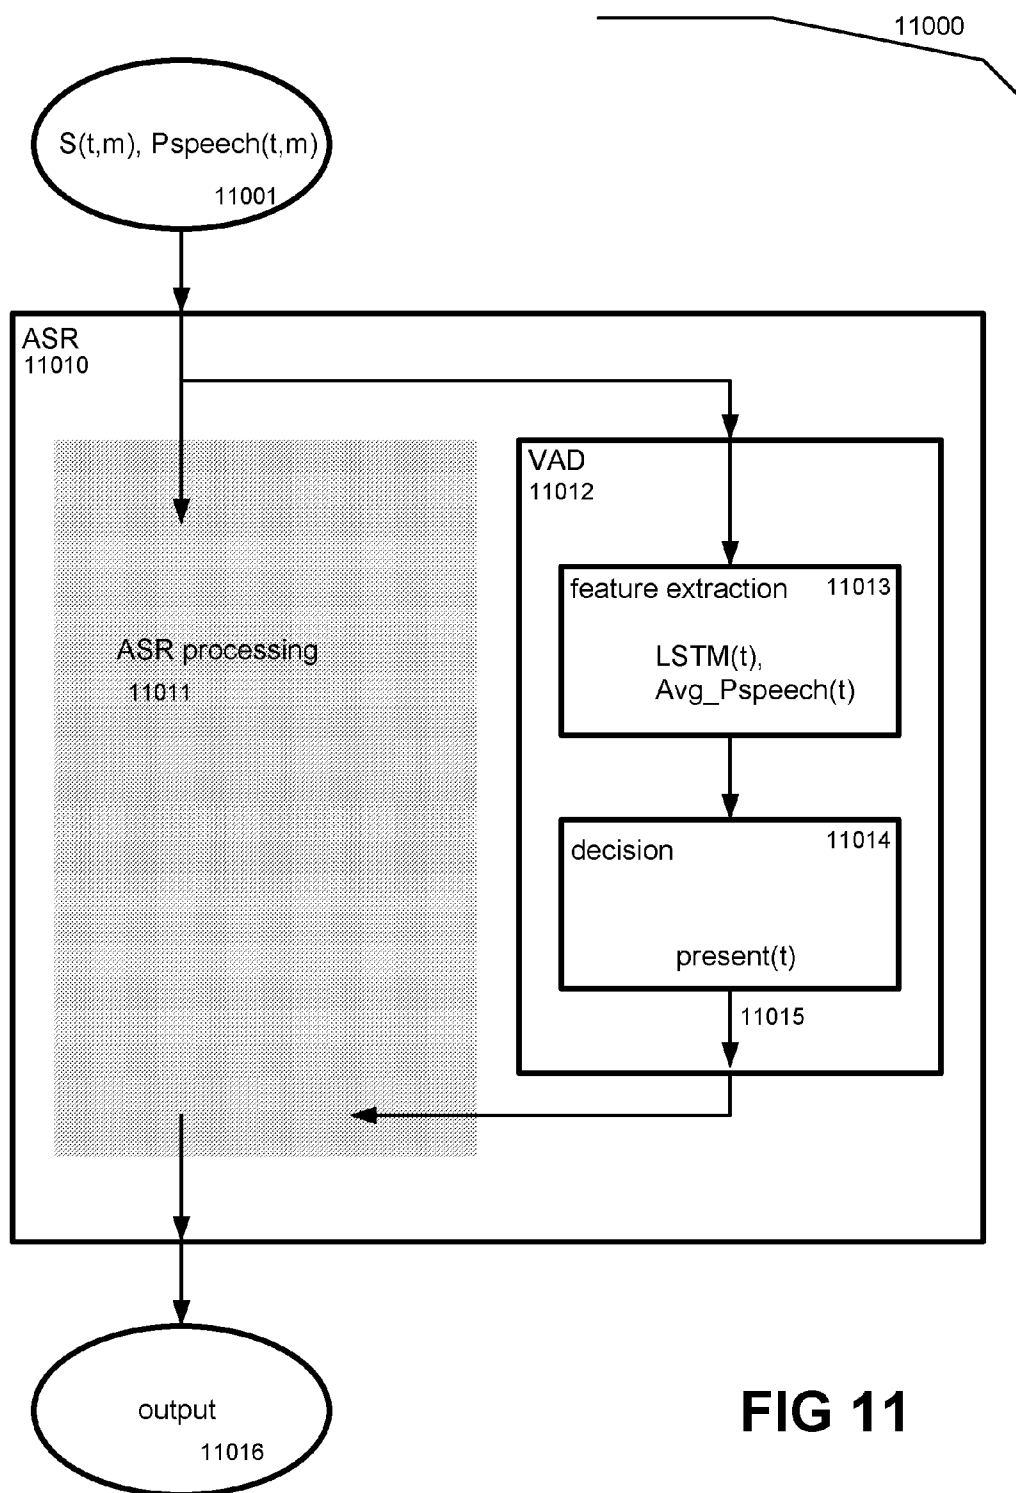 11000
S(t,m), Pspeech(t,m)
11001
ASR
11010
VAD
11012
feature extraction 11013
LSTM(t),
Avg_Pspeech(t)
ASR processing
11011
decision 11014
present(t)
11015
output
11016
FIG 11